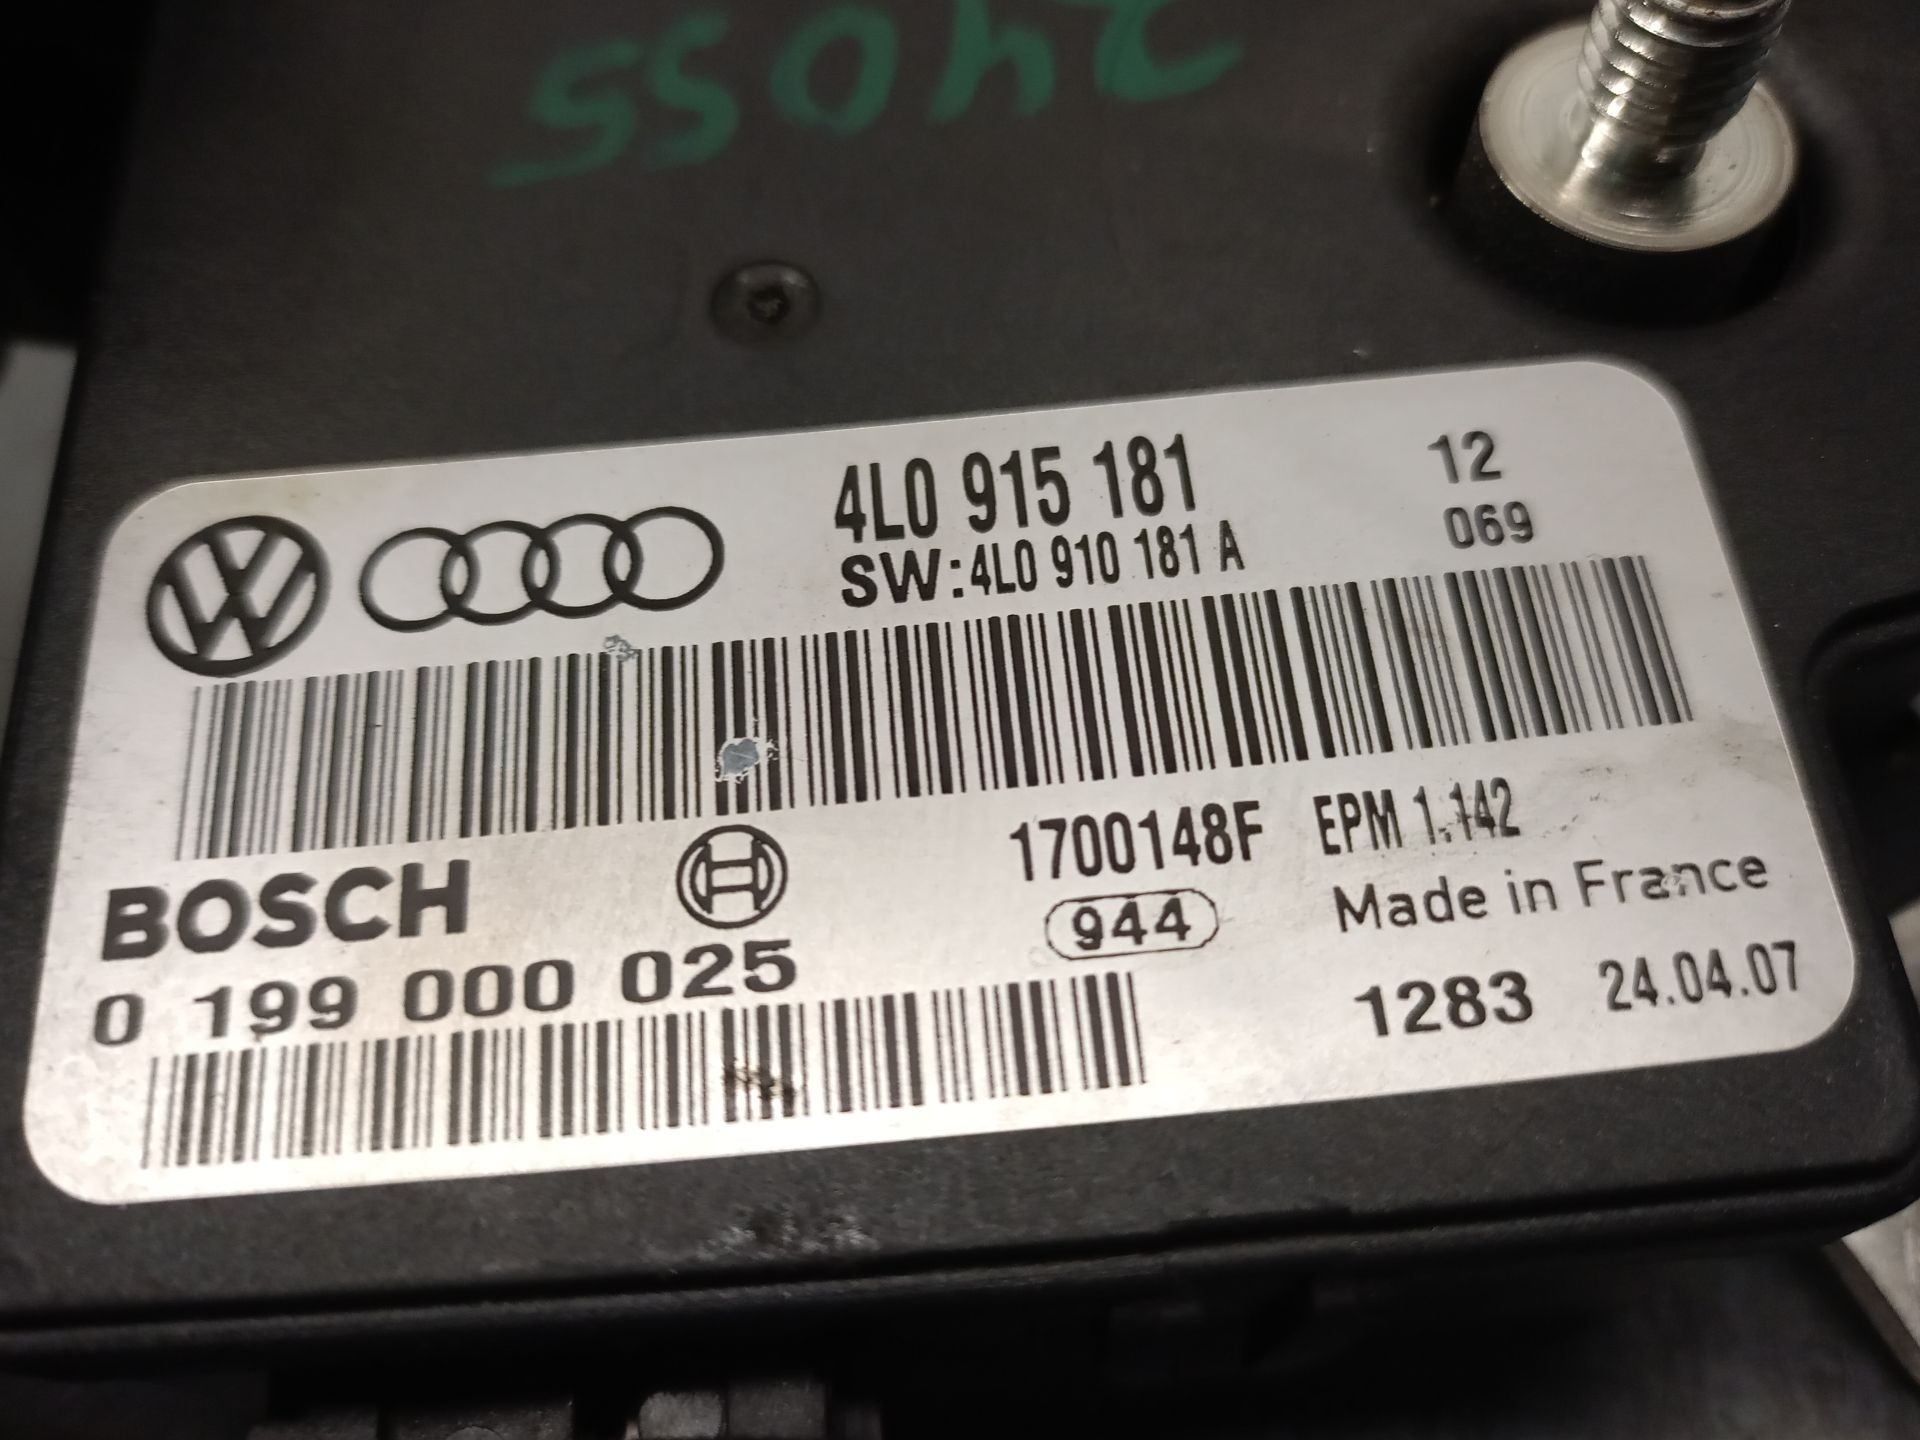 24055
4L0 915 181
12
SW:4L0 910 181 A
069
1700148F EPM 1.142
BOSCH
944
Made in France
0 199 000 025
1283 24.04.07